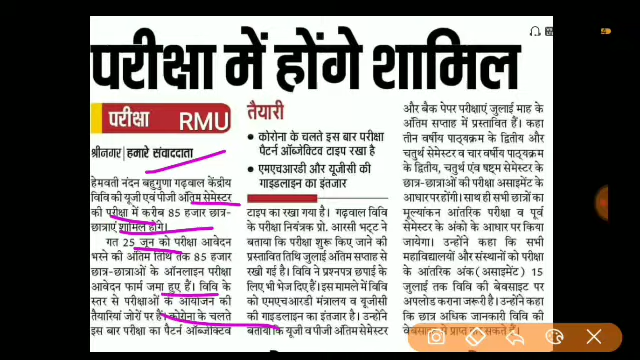 परीक्षा में होंगे शामिल
परीक्षा RMU
श्रीनगर | हमारे संवाददाता
हेमवती नंदन बहुगुणा गढ़वाल केंद्रीय
विवि की यूजी एवं पीजी अंतिम सेमेस्टर
की परीक्षा में करीब 85 हजार छात्र-
छात्राएं शामिल होंगे।
गत 25 जून को परीक्षा आवेदन
भरने की अंतिम तिथि तक 85 हजार
छात्र-छात्राओं के ऑनलाइन परीक्षा
आवेदन फार्म जमा हुए हैं। विवि के
स्तर से परीक्षाओं के आयोजन की
तैयारियां जोरों पर हैं। कोरोना के चलते
इस बार परीक्षा का पैटर्न ऑब्जेक्टिव
तैयारी
• कोरोना के चलते इस बार परीक्षा
पैटर्न ऑब्जेक्टिव टाइप रखा है
• एमएचआरडी और यूजीसी की
गाइडलाइन का इंतजार
टाइप का रखा गया है। गढ़वाल विवि
के परीक्षा नियंत्रक प्रो. आरसी भट्ट ने
बताया कि परीक्षा शुरू किए जाने की
प्रस्तावित तिथि जुलाई अंतिम सप्ताह से
रखी गई है। विवि ने प्रश्नपत्र छपाई के
लिए भी भेज दिए हैं। इस मामले में विवि
को एमएचआरडी मंत्रालय व यूजीसी
की गाइडलाइन का इंतजार है। उन्होंने
बताया कि यूजी व पीजी अंतिम सेमेस्टर
और बैक पेपर परीक्षाएं जुलाई माह के
अंतिम सप्ताह में प्रस्तावित हैं। कहा
तीन वर्षीय पाठ्यक्रम के द्वितीय और
चतुर्थ सेमेस्टर व चार वर्षीय पाठ्यक्रम
के द्वितीय, चतुर्थ एंव षष्टम सेमेस्टर के
छात्र-छात्राओं की परीक्षा असाइमेंट के
आधार पर होंगी। साथ ही सभी छात्रों का
मूल्यांकन आंतरिक परीक्षा व पूर्व
सेमेस्टर के अंको के आधार पर किया
जायेगा। उन्होंने कहा कि सभी
महाविद्यालयों और संस्थानों को परीक्षा
के आंतरिक अंक (असाइमेंट) 15
जुलाई तक विवि की बेवसाइट पर
अपलोड कराना जरूरी है। उन्होंने कहा
कि छात्र अधिक जानकारी विवि की
प्राप्त कर सकते हैं।